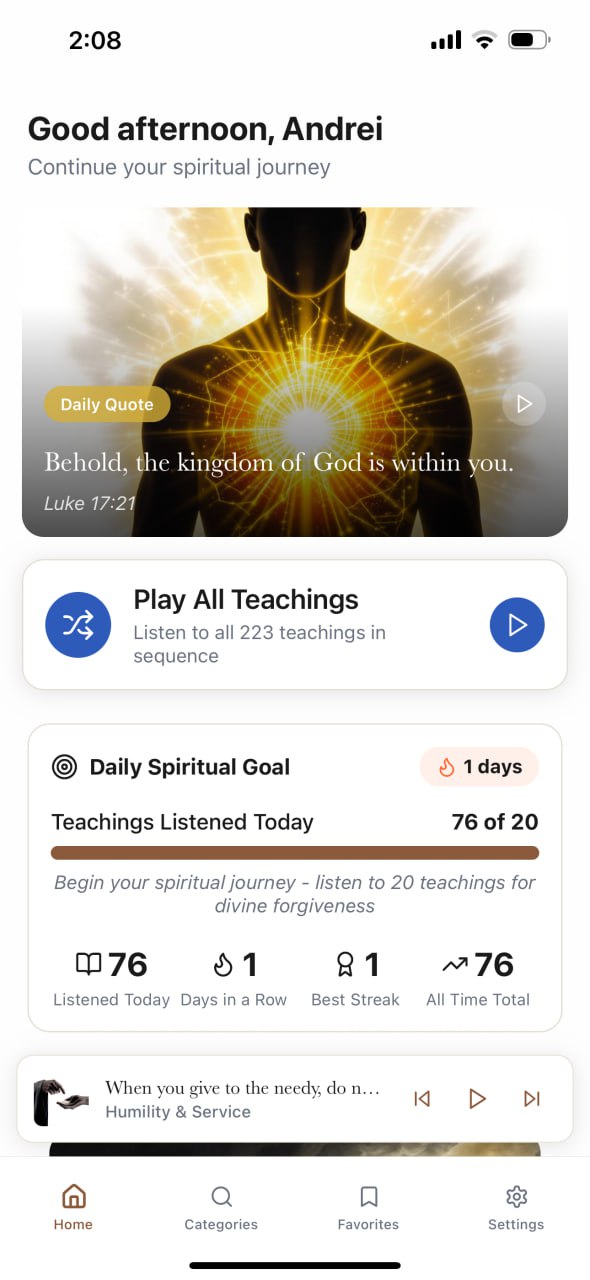 2:08
Good afternoon, Andrei
Continue your spiritual journey
Daily Quote
Behold, the kingdom of God is within you.
Luke 17:21
Play All Teachings
Listen to all 223 teachings in
sequence
Daily Spiritual Goal
1 days
Teachings Listened Today
76 of 20
Begin your spiritual journey - listen to 20 teachings for
divine forgiveness
76
Listened Today
1
Days in a Row
1
Best Streak
76
All Time Total
When you give to the needy, do n...
Humility & Service
Home
Categories
Favorites
Settings